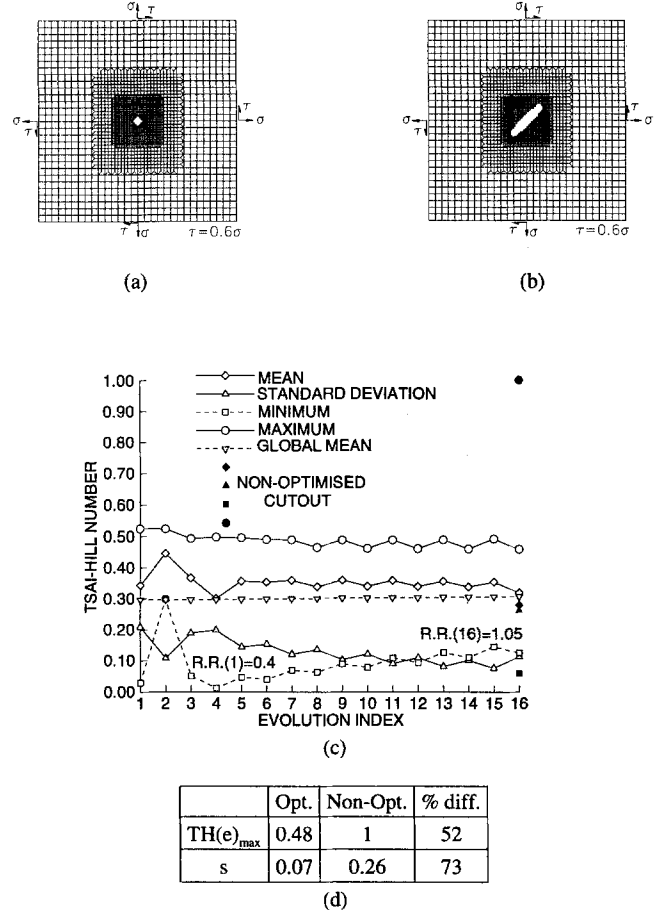 σ τ σ τ
τ τ
σ σ σ σ
τ τ
τ σ τ=0.6σ τ σ τ=0.6σ
(a) (b)
MEAN
STANDARD DEVIATION
MINIMUM
MAXIMUM
GLOBAL MEAN
NON-OPTIMISED
CUTOUT
TSAI-HILL NUMBER
1.00
0.90
0.80
0.70
0.60
0.50
0.40
0.30
0.20
0.10
0.00
R.R.(1)=0.4
R.R.(16)=1.05
1 2 3 4 5 6 7 8 9 10 11 12 13 14 15 16
EVOLUTION INDEX
(c)
Opt. Non-Opt. % diff.
TH(e)max 0.48 1 52
s 0.07 0.26 73
(d)